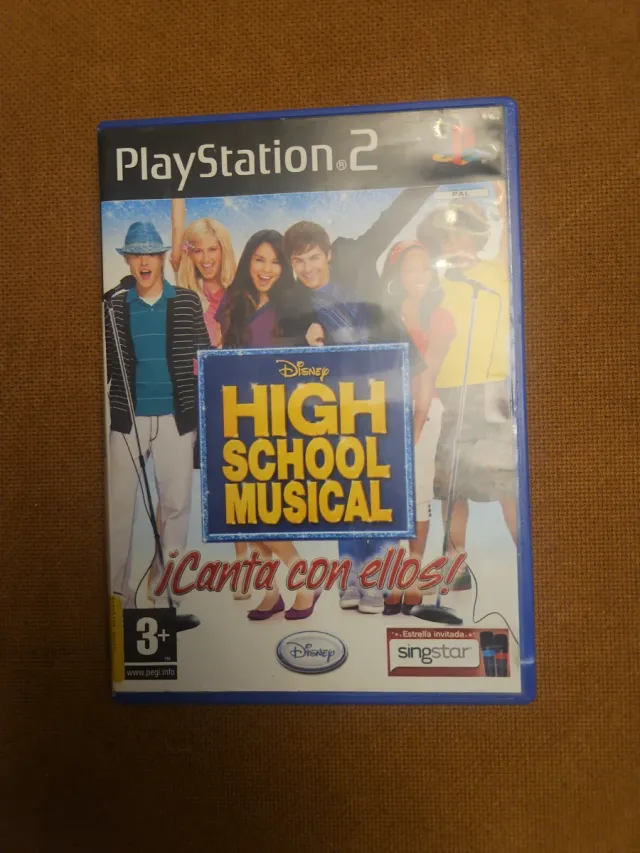 PlayStation®2
PAL
Disney
HIGH
SCHOOL
MUSICAL
¡Canta con ellos!
3+
www.pegi.info
Disney
Estrella invitada
singstar